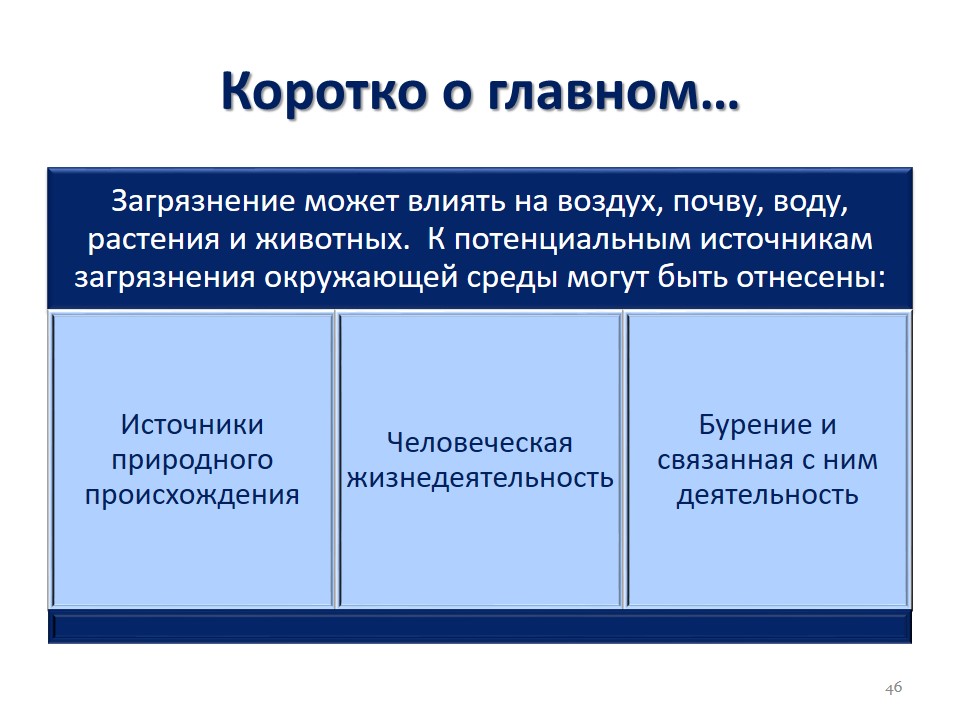 Коротко о главном...
Загрязнение может влиять на воздух, почву, воду,
растения и животных.  К потенциальным источникам
загрязнения окружающей среды могут быть отнесены:
Источники
природного
происхождения
Человеческая
жизнедеятельность
Бурение и
связанная с ним
деятельность
46